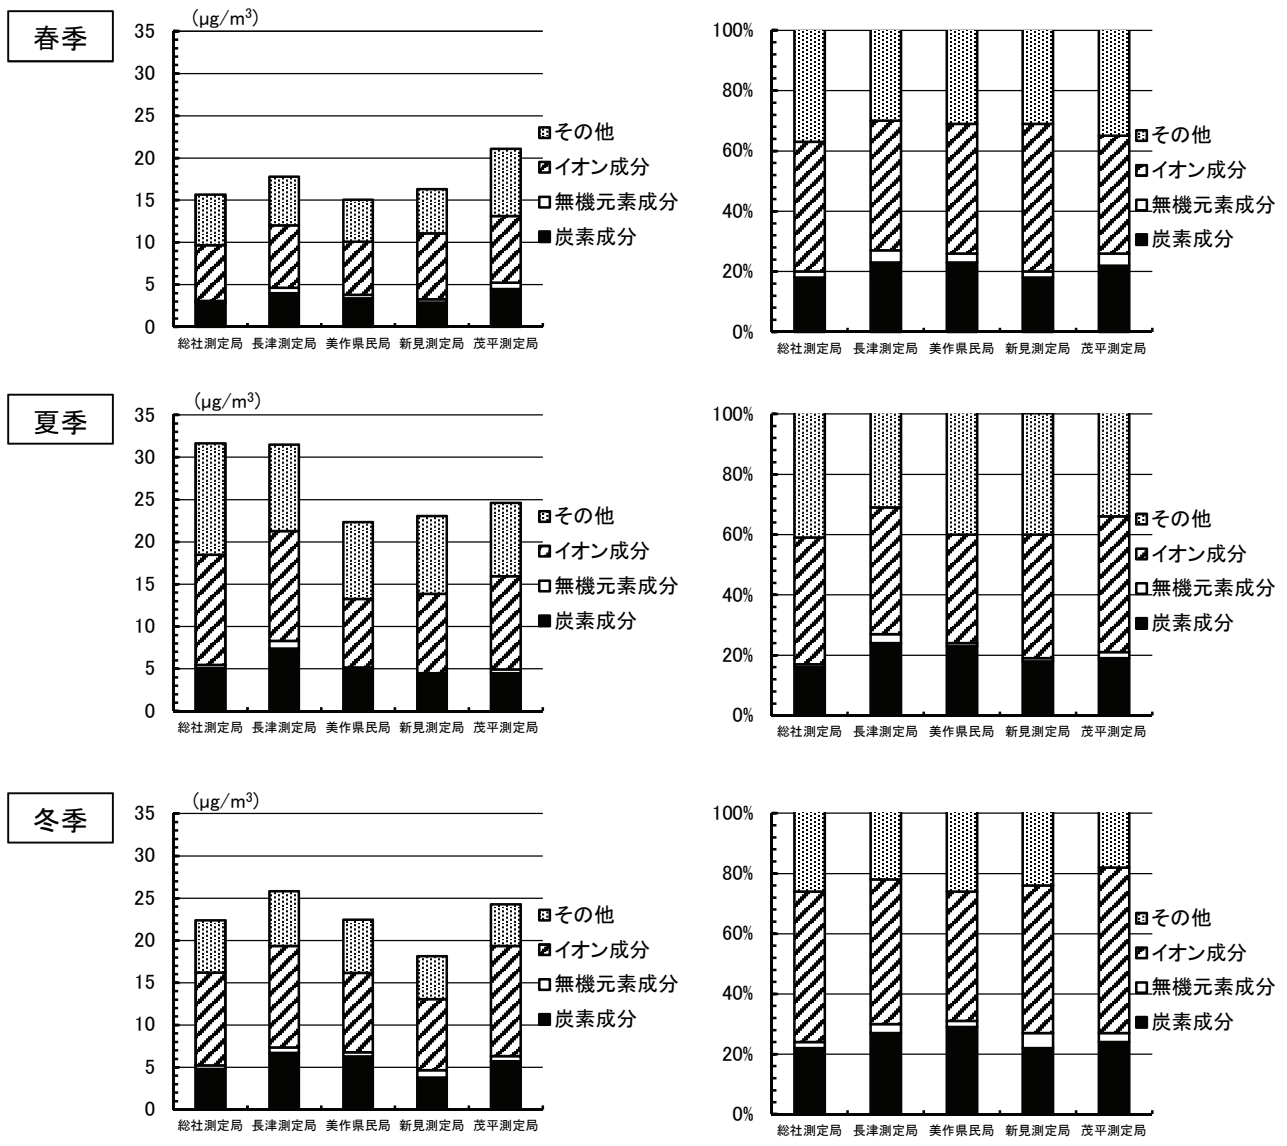 春季
(μg/m³)
35
30
25
20
15
10
5
0
総社測定局 長津測定局 美作県民局 新見測定局 茂平測定局
その他
イオン成分
無機元素成分
炭素成分
100%
80%
60%
40%
20%
0%
総社測定局 長津測定局 美作県民局 新見測定局 茂平測定局
その他
イオン成分
無機元素成分
炭素成分
夏季
(μg/m³)
35
30
25
20
15
10
5
0
総社測定局 長津測定局 美作県民局 新見測定局 茂平測定局
その他
イオン成分
無機元素成分
炭素成分
100%
80%
60%
40%
20%
0%
総社測定局 長津測定局 美作県民局 新見測定局 茂平測定局
その他
イオン成分
無機元素成分
炭素成分
冬季
(μg/m³)
35
30
25
20
15
10
5
0
総社測定局 長津測定局 美作県民局 新見測定局 茂平測定局
その他
イオン成分
無機元素成分
炭素成分
100%
80%
60%
40%
20%
0%
総社測定局 長津測定局 美作県民局 新見測定局 茂平測定局
その他
イオン成分
無機元素成分
炭素成分